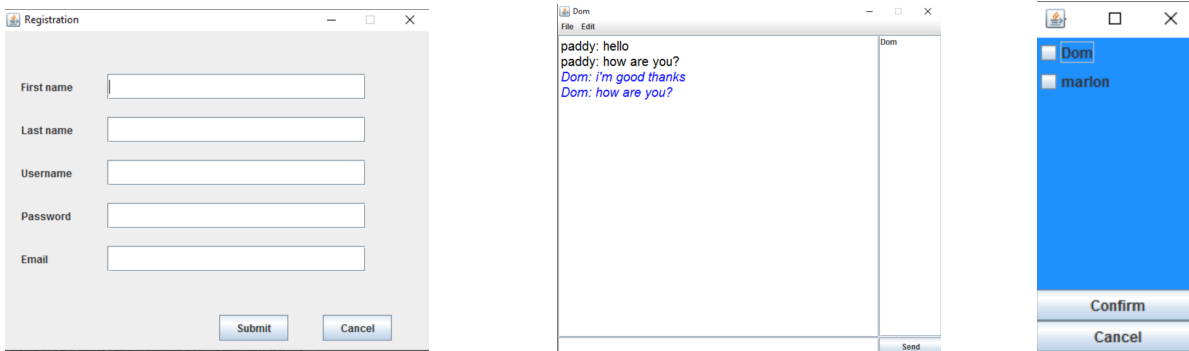 Registration
First name
Last name
Username
Password
Email
Submit Cancel
Dom
File Edit
paddy: hello
paddy: how are you?
Dom: i'm good thanks
Dom: how are you?
Dom
Send
Dom
marlon
Confirm
Cancel